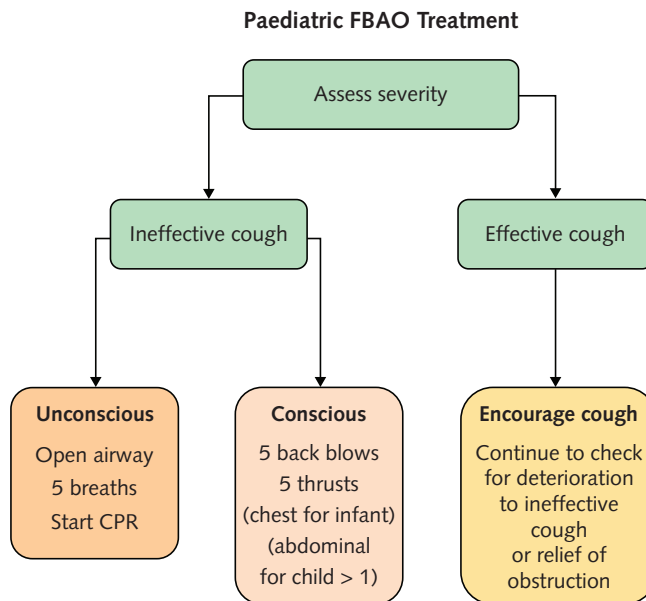 Paediatric FBAO Treatment
Assess severity
Ineffective cough
Effective cough
Unconscious
Open airway
5 breaths
Start CPR
Conscious
5 back blows
5 thrusts
(chest for infant)
(abdominal
for child > 1)
Encourage cough
Continue to check
for deterioration
to ineffective
cough
or relief of
obstruction